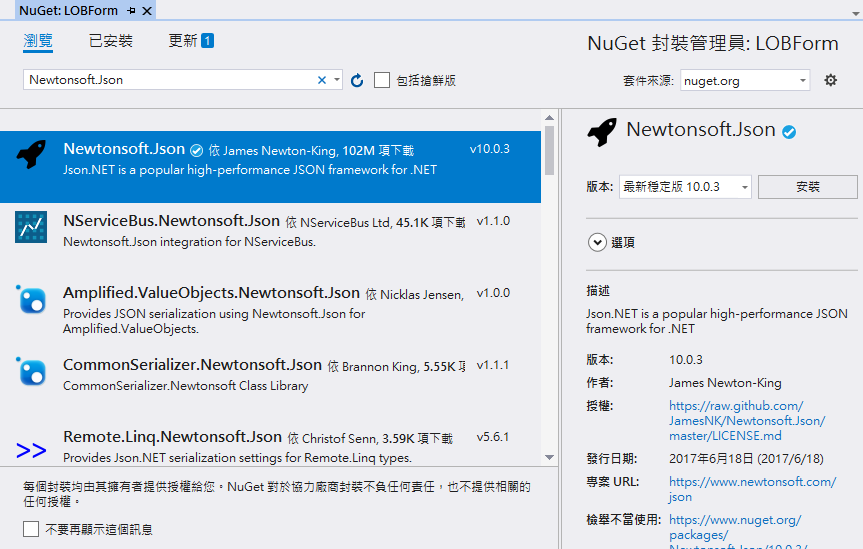 NuGet: LOBForm
瀏覽 已安裝 更新 1
NuGet 封裝管理員: LOBForm
Newtonsoft.Json
包括搶鮮版
套件來源: nuget.org
Newtonsoft.Json 依 James Newton-King, 102M 項下載 v10.0.3
Json.NET is a popular high-performance JSON framework for .NET
NServiceBus.Newtonsoft.Json 依 NServiceBus Ltd, 45.1K 項下載 v1.1.0
Newtonsoft.Json integration for NServiceBus.
Amplified.ValueObjects.Newtonsoft.Json 依 Nicklas Jensen, v1.0.0
Provides JSON serialization using Newtonsoft.Json for
Amplified.ValueObjects.
CommonSerializer.Newtonsoft.Json 依 Brannon King, 5.55K v1.1.1
CommonSerializer.Newtonsoft Class Library
>> Remote.Linq.Newtonsoft.Json 依 Christof Senn, 3.59K 項下載 v5.6.1
Provides Json.NET serialization settings for Remote.Linq types.
每個封裝均由其擁有者提供授權給您。NuGet 對於協力廠商封裝不負任何責任，也不提供相關的
任何授權。
不要再顯示這個訊息
Newtonsoft.Json
版本: 最新穩定版 10.0.3 安裝
選項
描述
Json.NET is a popular high-performance JSON
framework for .NET
版本: 10.0.3
作者: James Newton-King
授權: https://raw.github.com/
JamesNK/Newtonsoft.Json/
master/LICENSE.md
發行日期: 2017年6月18日 (2017/6/18)
專案 URL: https://www.newtonsoft.com/
json
檢舉不當使用: https://www.nuget.org/
packages/
Newtonsoft.Json/10.0.3/